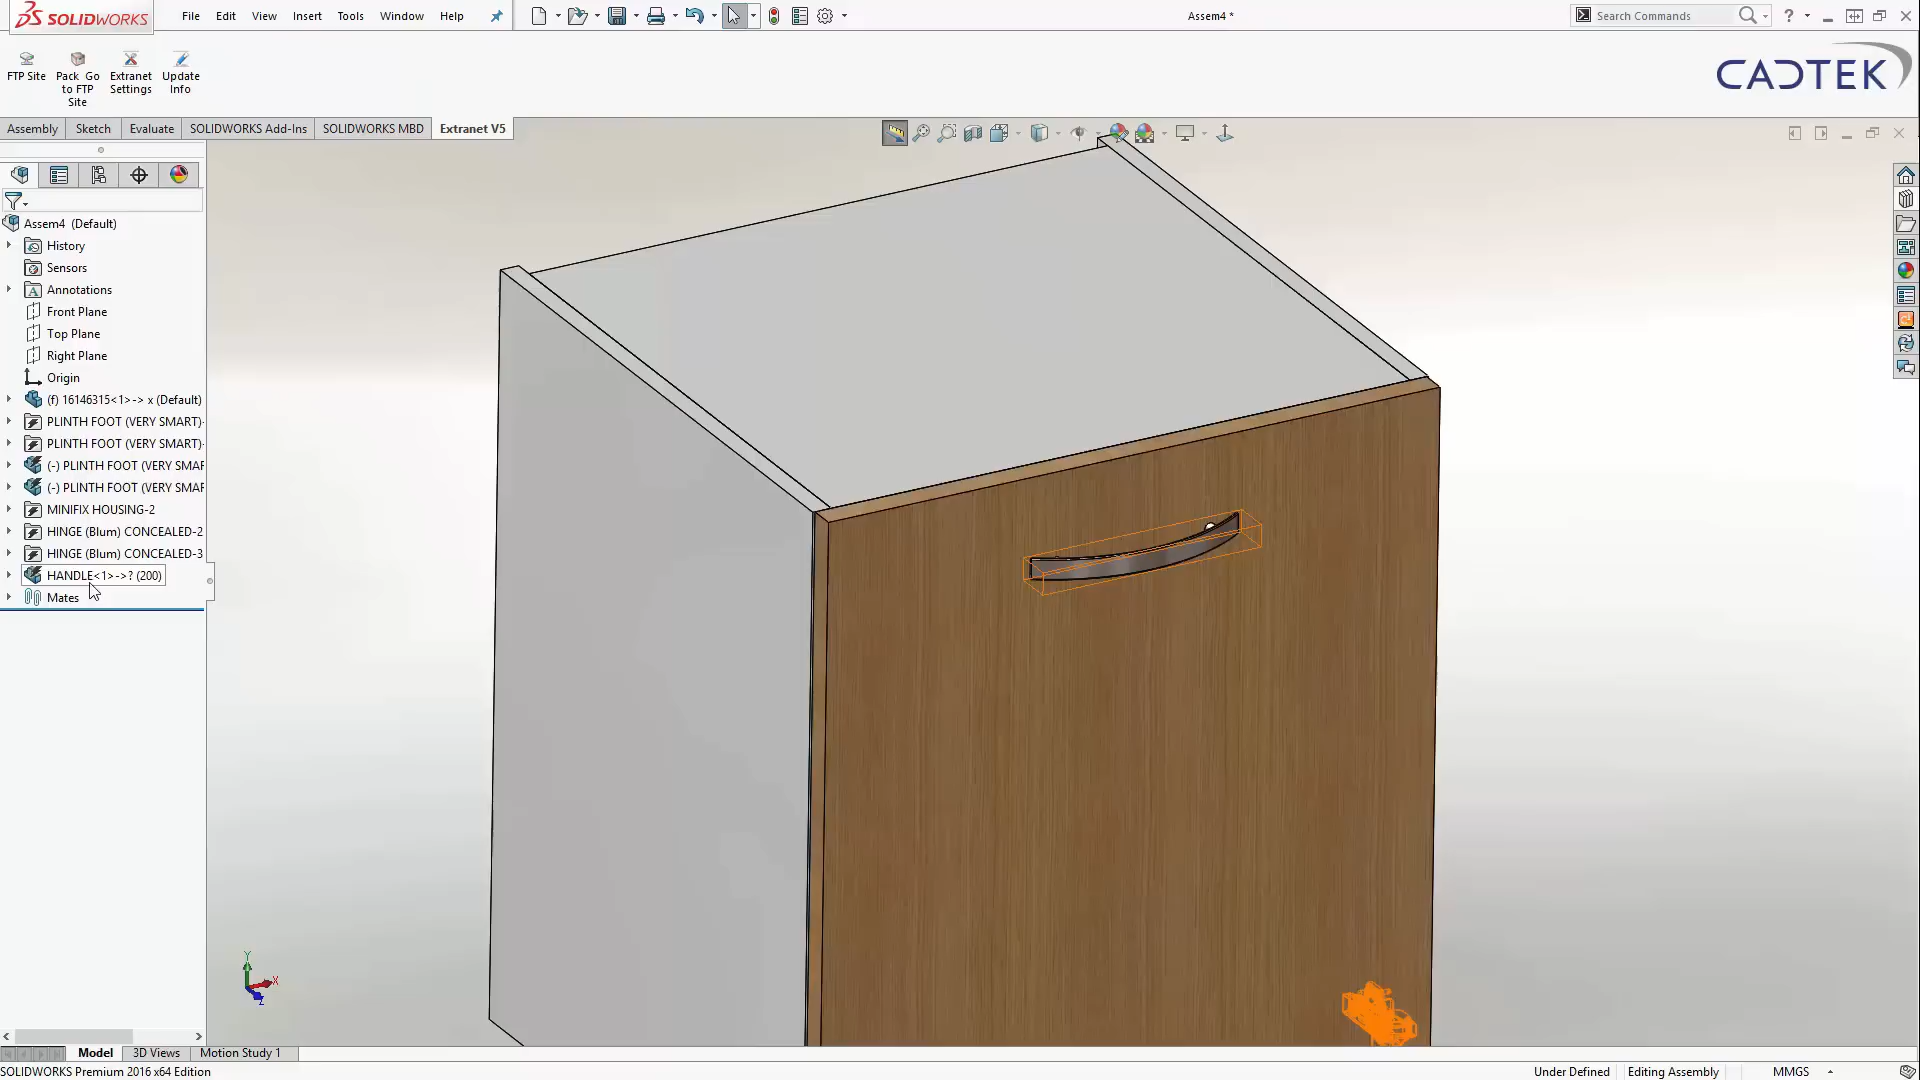 SOLIDWORKS File Edit View Insert Tools Window Help Assem4 * Search Commands ?
FTP Site
Pack Go to FTP Site
Extranet Settings
Update Info
CADTEK
Assembly Sketch Evaluate SOLIDWORKS Add-Ins SOLIDWORKS MBD Extranet V5
Assem4 (Default)
History
Sensors
A Annotations
Front Plane
Top Plane
Right Plane
Origin
(f) 16146315<1>-> x (Default)
PLINTH FOOT (VERY SMART)-
PLINTH FOOT (VERY SMART)-
(-) PLINTH FOOT (VERY SMAR
(-) PLINTH FOOT (VERY SMAR
MINIFIX HOUSING-2
HINGE (Blum) CONCEALED-2
HINGE (Blum) CONCEALED-3
HANDLE<1>->? (200)
Mates
Y
X
Z
Model 3D Views Motion Study 1
SOLIDWORKS Premium 2016 x64 Edition Under Defined Editing Assembly MMGS